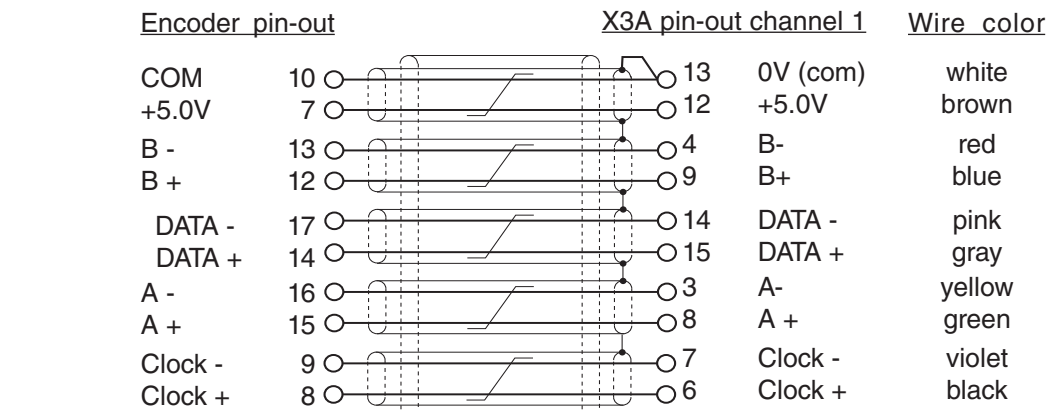 Encoder pin-out X3A pin-out channel 1 Wire color
COM 10 13 0V (com) white
+5.0V 7 12 +5.0V brown
B - 13 4 B- red
B + 12 9 B+ blue
DATA - 17 14 DATA - pink
DATA + 14 15 DATA + gray
A - 16 3 A- yellow
A + 15 8 A + green
Clock - 9 7 Clock - violet
Clock + 8 6 Clock + black